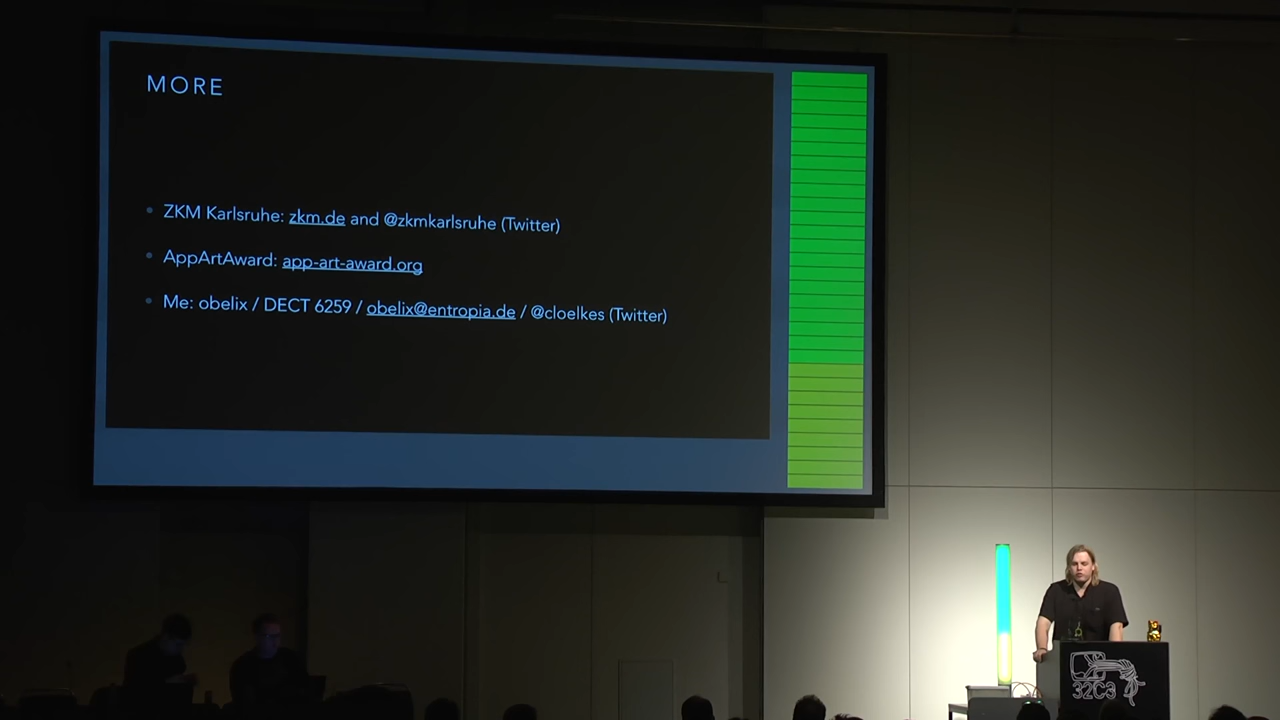 MORE
ZKM Karlsruhe: zkm.de and @zkmkarlsruhe (Twitter)
AppArtAward: app-art-award.org
Me: obelix / DECT 6259 / obelix@entropia.de / @cloelkes (Twitter)
32C3